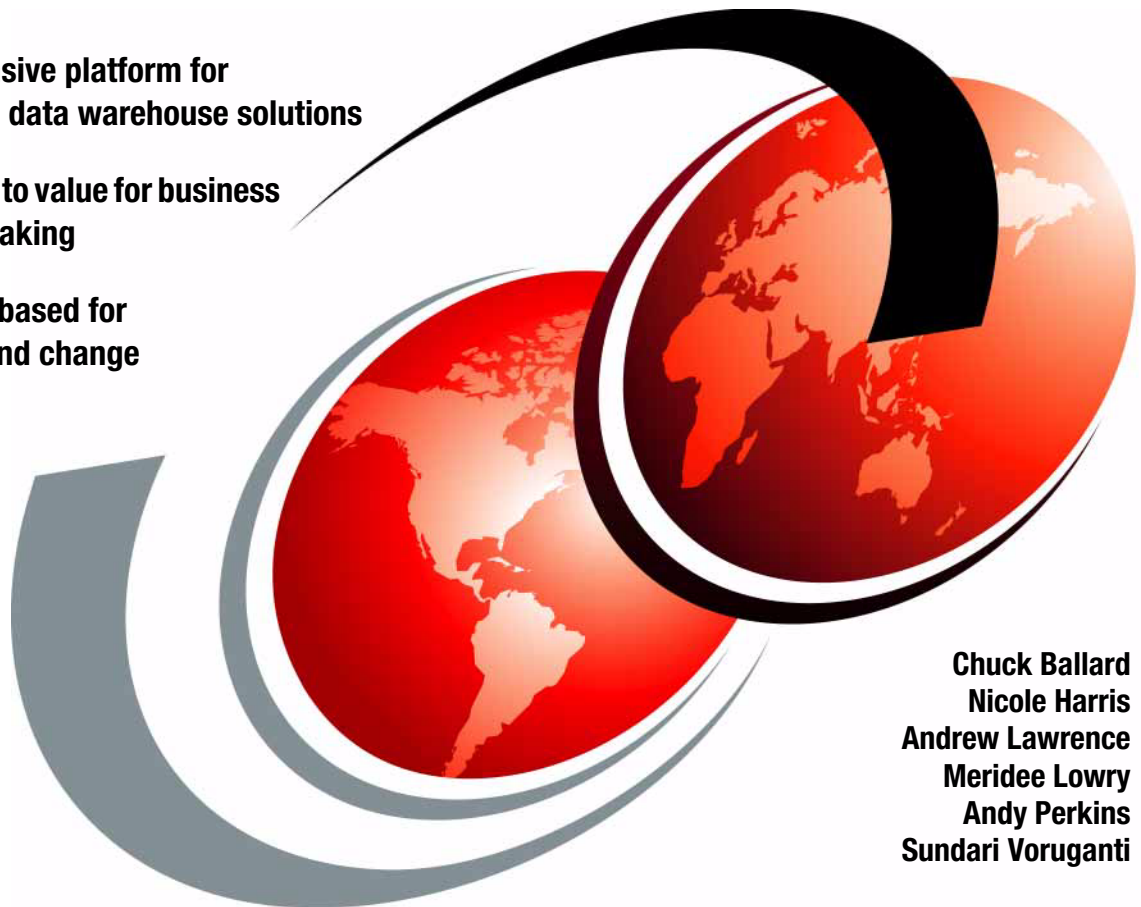 sive platform for
data warehouse solutions
to value for business
aking
based for
nd change
Chuck Ballard
Nicole Harris
Andrew Lawrence
Meridee Lowry
Andy Perkins
Sundari Voruganti